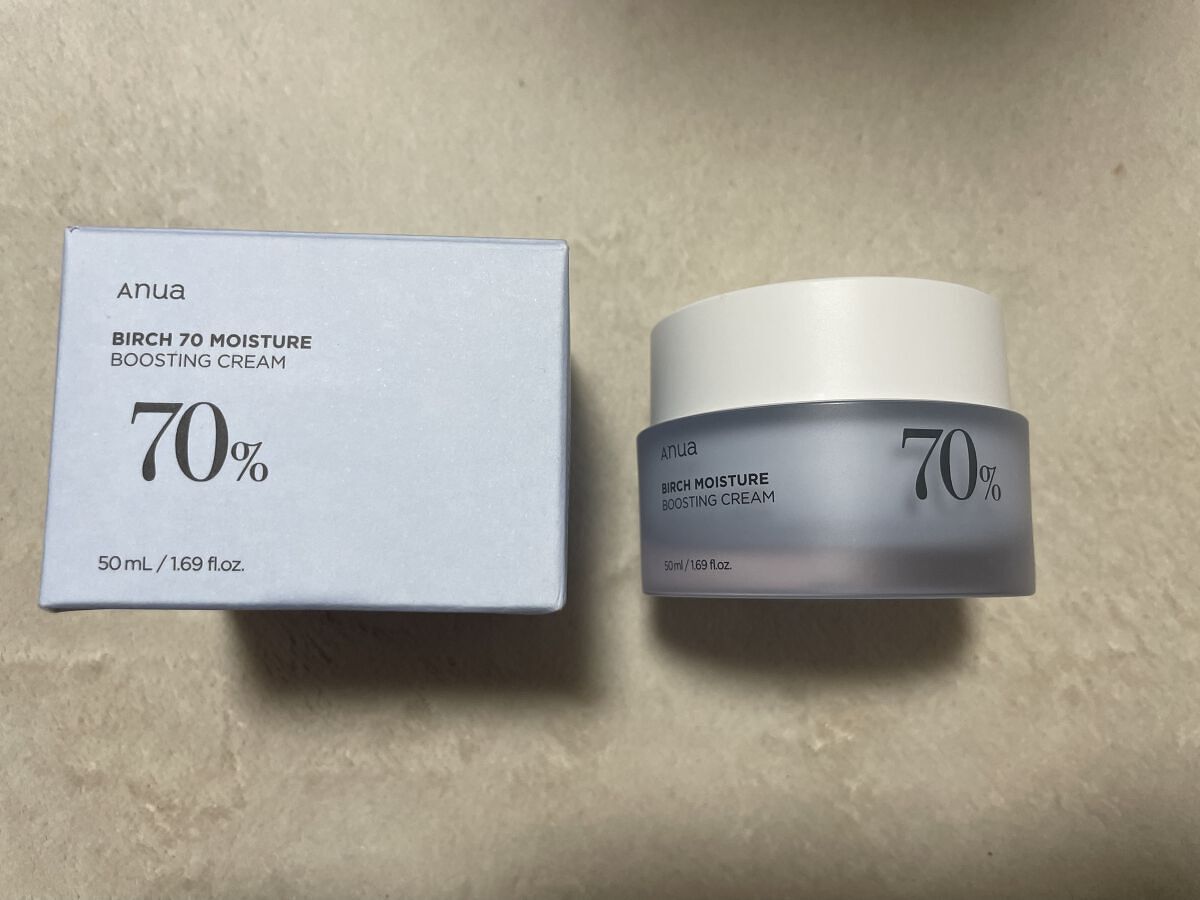 Anua
BIRCH 70 MOISTURE
BOOSTING CREAM
70%
50 mL / 1.69 fl.oz.
Anua
BIRCH MOISTURE
BOOSTING CREAM
70%
50 ml / 1.69 fl.oz.